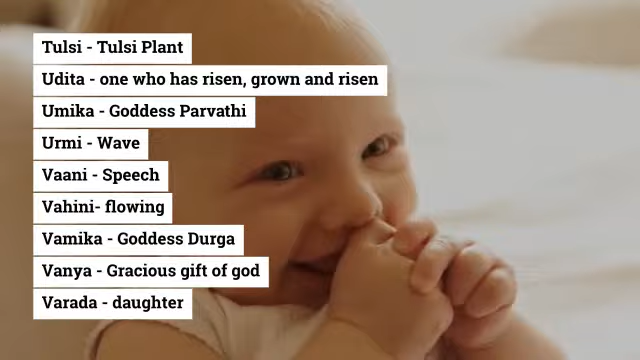 Tulsi - Tulsi Plant
Udita - one who has risen, grown and risen
Umika - Goddess Parvathi
Urmi - Wave
Vaani - Speech
Vahini- flowing
Vamika - Goddess Durga
Vanya - Gracious gift of god
Varada - daughter